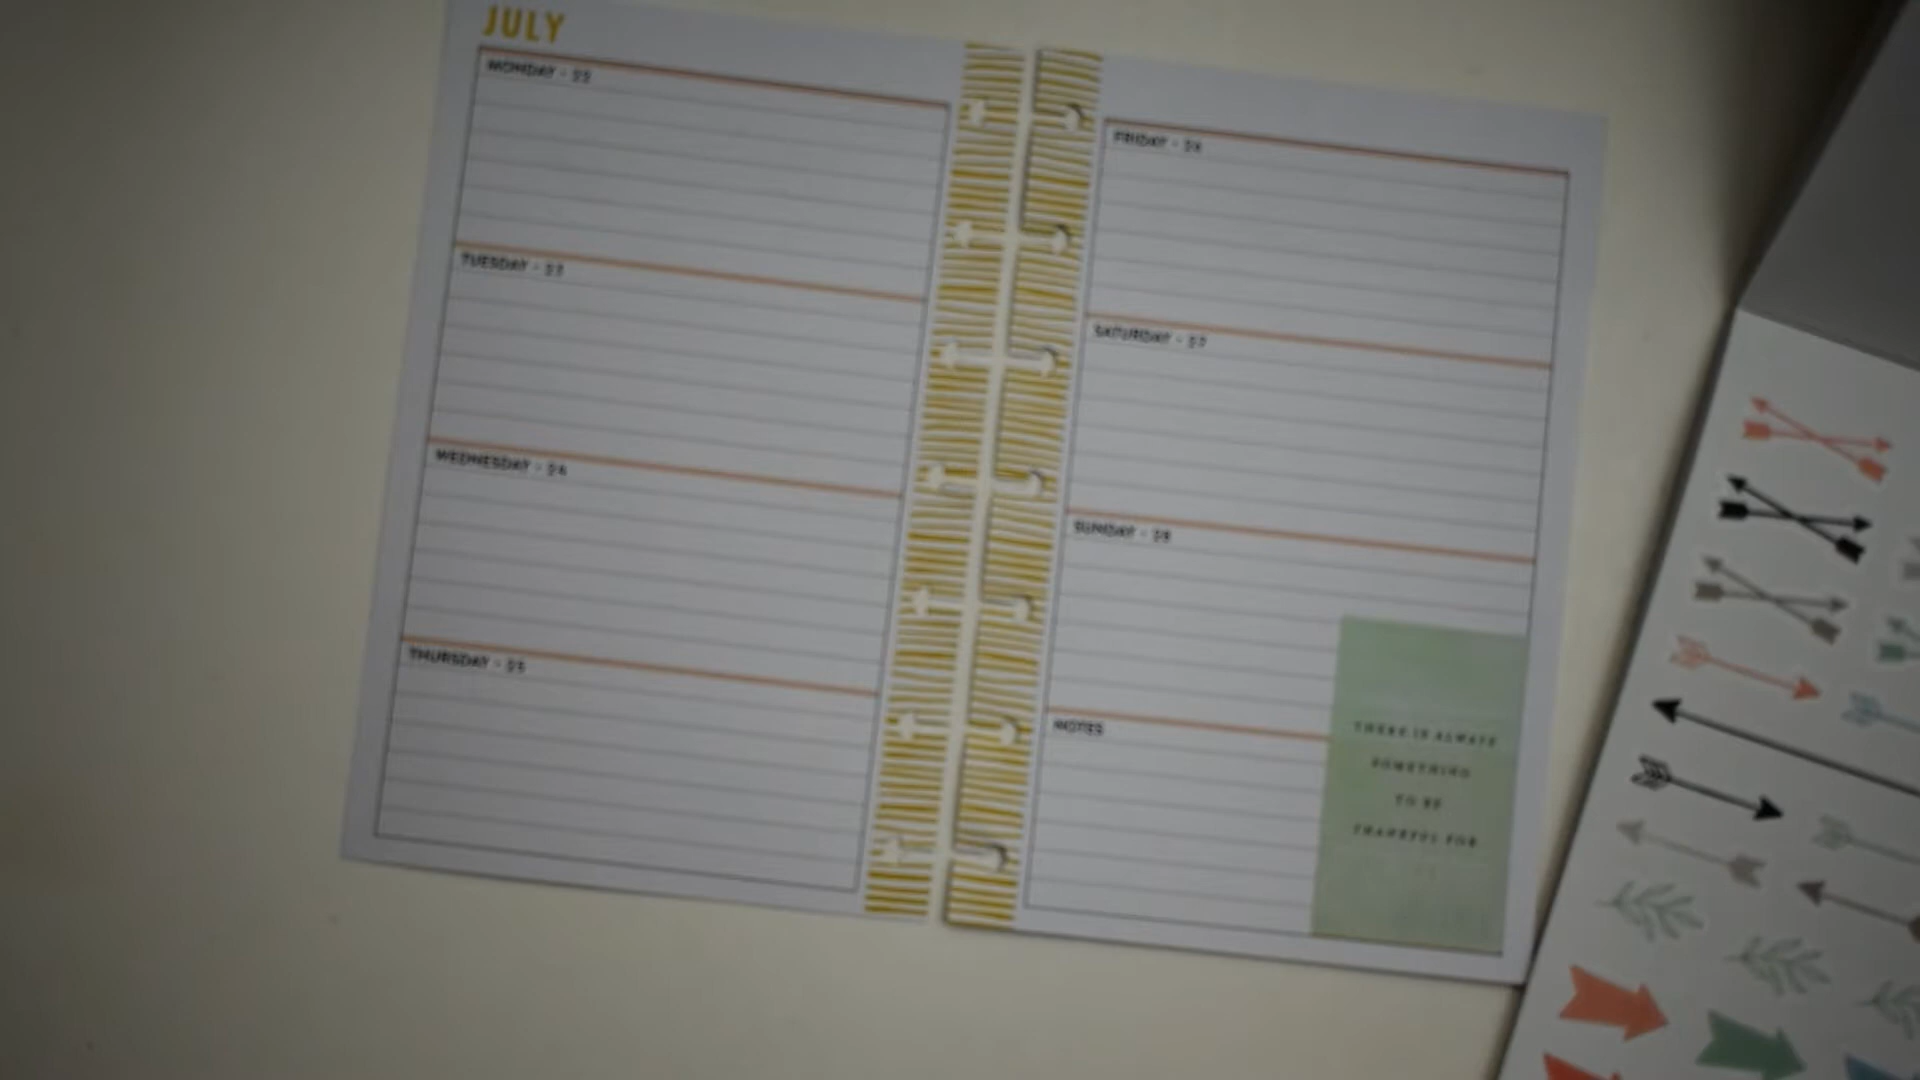 JULY
MONDAY - 22
TUESDAY - 23
WEDNESDAY - 24
THURSDAY - 25
FRIDAY - 26
SATURDAY - 27
SUNDAY - 28
NOTES
THERE IS ALWAYS
SOMETHING
TO BE
THANKFUL FOR